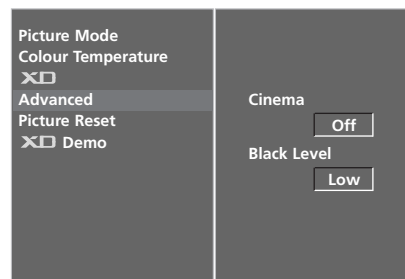 Picture Mode
Colour Temperature
XD
Advanced
Picture Reset
XD Demo
Cinema
Off
Black Level
Low